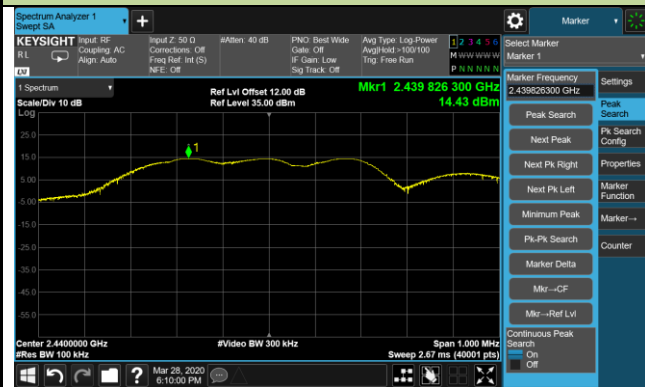 Spectrum Analyzer 1
Swept SA
Marker
KEYSIGHT Input: RF Input Z: 50 Ω #Atten: 40 dB PNO: Best Wide Avg Type: Log-Power 1 2 3 4 5 6
RL Coupling: AC Corrections: Off Gate: Off Avg|Hold:>100/100 M W W W W W
Align: Auto Freq Ref: Int (S) IF Gain: Low Trig: Free Run
NFE: Off Sig Track: Off P N N N N N
LXI
Select Marker
Marker 1
1 Spectrum
Scale/Div 10 dB
Log
Ref Lvl Offset 12.00 dB
Ref Level 35.00 dBm
Mkr1 2.439 826 300 GHz
14.43 dBm
1
25.0
15.0
5.00
-5.00
-15.0
-25.0
-35.0
-45.0
-55.0
Center 2.4400000 GHz #Video BW 300 kHz Span 1.000 MHz
#Res BW 100 kHz Sweep 2.67 ms (40001 pts)
Marker Frequency
2.439826300 GHz
Peak Search
Next Peak
Next Pk Right
Next Pk Left
Minimum Peak
Pk-Pk Search
Marker Delta
Mkr→CF
Mkr→Ref Lvl
Continuous Peak
Search
On
Off
Settings
Peak
Search
Pk Search
Config
Properties
Marker
Function
Marker→
Counter
Mar 28, 2020
6:10:00 PM